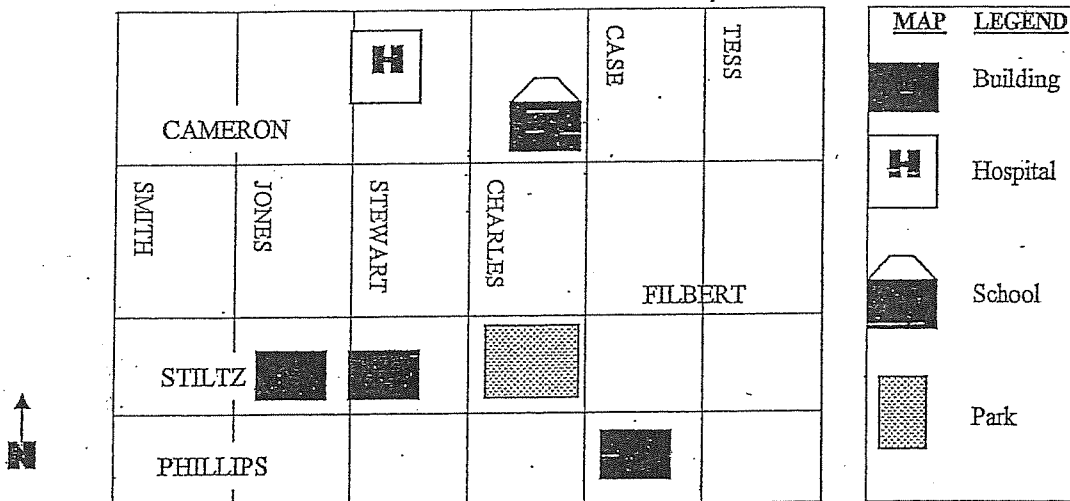 H
CASE
TESS
CAMERON
SMITH
JONES
STEWART
CHARLES
FILBERT
STILTZ
PHILLIPS
N
MAP LEGEND
Building
H
Hospital
School
Park